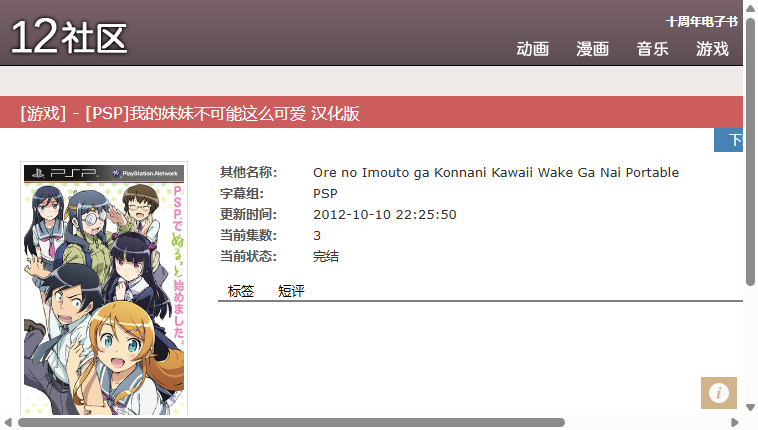 12社区
十周年电子书
动画 漫画 音乐 游戏
[游戏] - [PSP]我的妹妹不可能这么可爱 汉化版
PSP PlayStation.Network
PSPでぬるっと始めました。
其他名称: Ore no Imouto ga Konnani Kawaii Wake Ga Nai Portable
字幕组: PSP
更新时间: 2012-10-10 22:25:50
当前集数: 3
当前状态: 完结
标签 短评